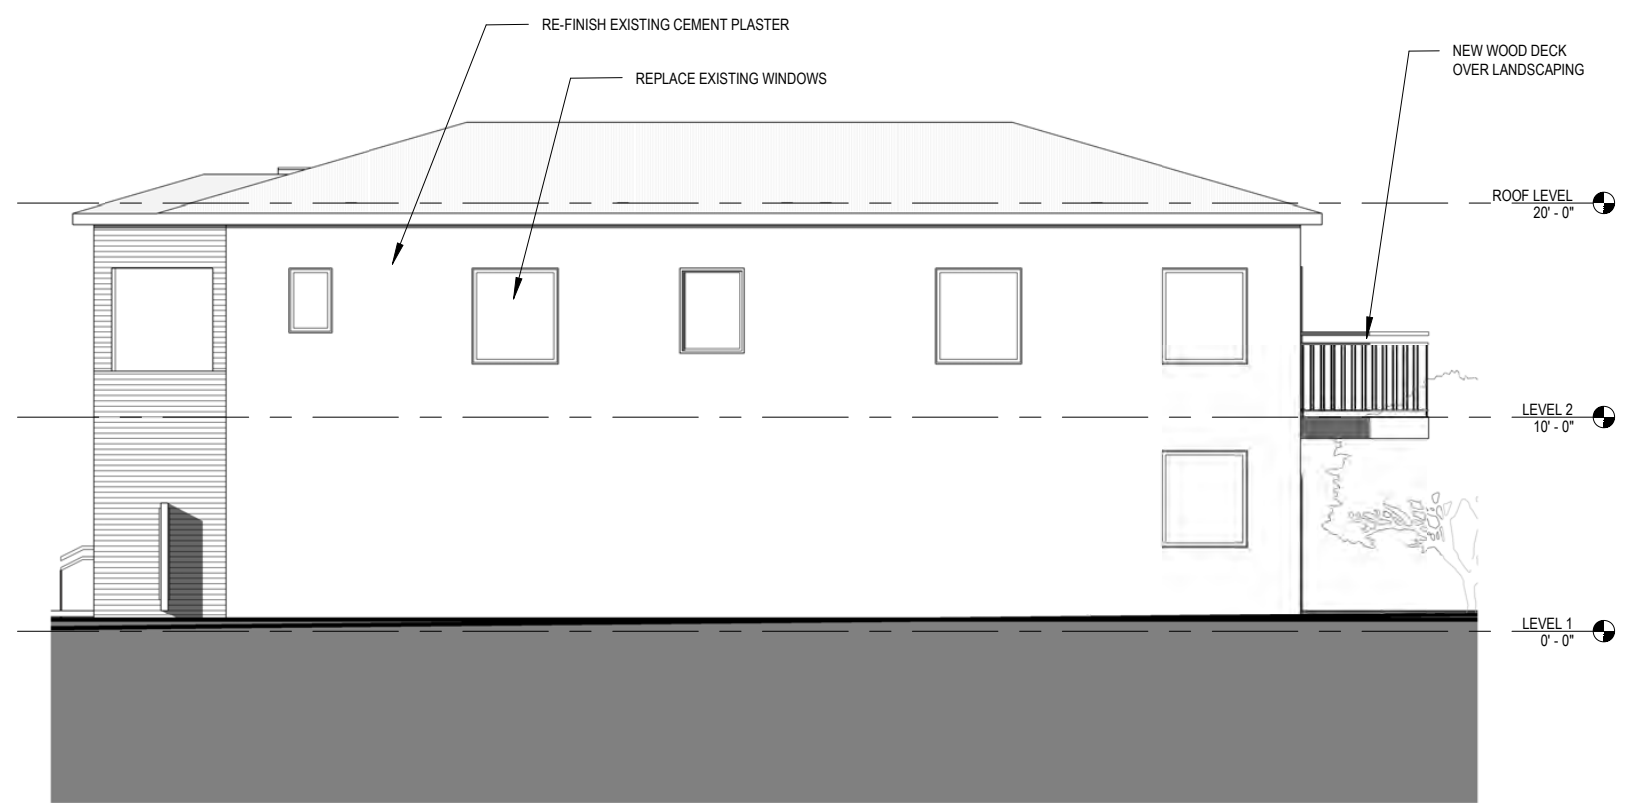 RE-FINISH EXISTING CEMENT PLASTER
REPLACE EXISTING WINDOWS
NEW WOOD DECK
OVER LANDSCAPING
ROOF LEVEL
20' - 0"
LEVEL 2
10' - 0"
LEVEL 1
0' - 0"